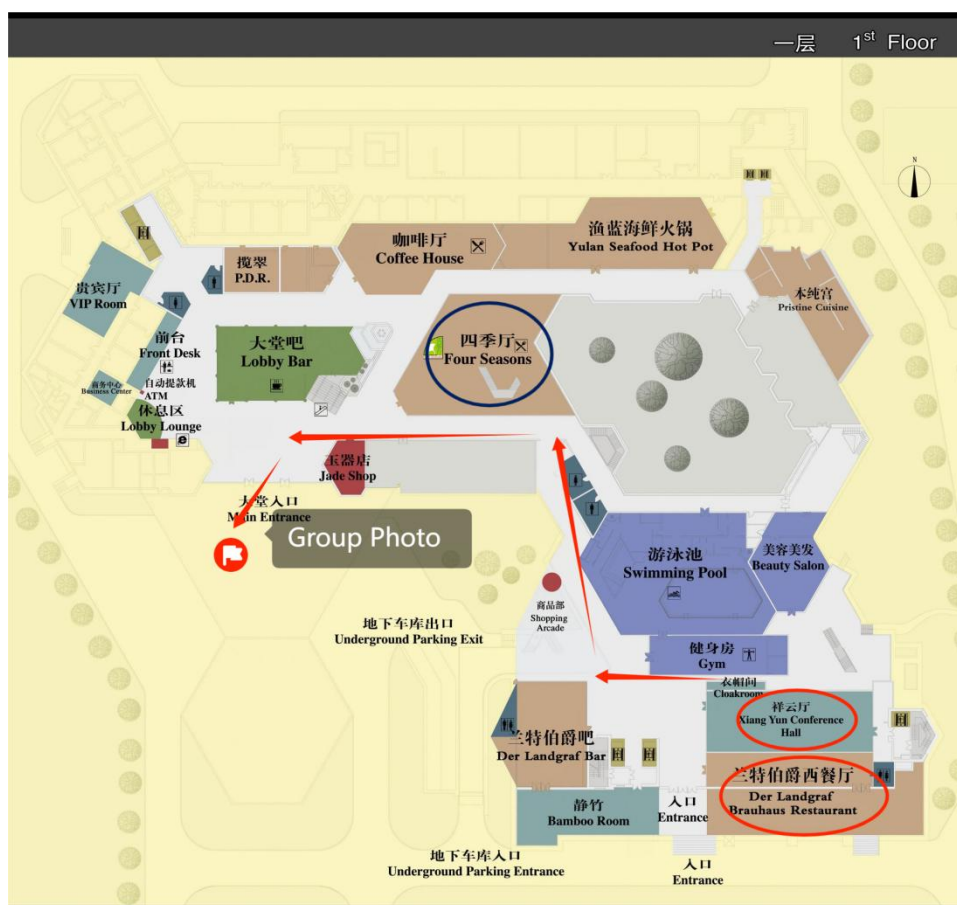 一层 1st Floor
N
渔蓝海鲜火锅
Yulan Seafood Hot Pot
咖啡厅
Coffee House
揽翠
P.D.R.
贵宾厅
VIP Room
本纯宫
Pristine Cuisine
前台
Front Desk
大堂吧
Lobby Bar
四季厅
Four Seasons
商务中心
Business Center
自动提款机
ATM
休息区
Lobby Lounge
玉器店
Jade Shop
大堂入口
Main Entrance
Group Photo
游泳池
Swimming Pool
美容美发
Beauty Salon
商品部
Shopping
Arcade
地下车库出口
Underground Parking Exit
健身房
Gym
衣帽间
Cloakroom
祥云厅
Xiang Yun Conference
Hall
兰特伯爵吧
Der Landgraf Bar
兰特伯爵西餐厅
Der Landgraf
Brauhaus Restaurant
静竹
Bamboo Room
入口
Entrance
地下车库入口
Underground Parking Entrance
入口
Entrance